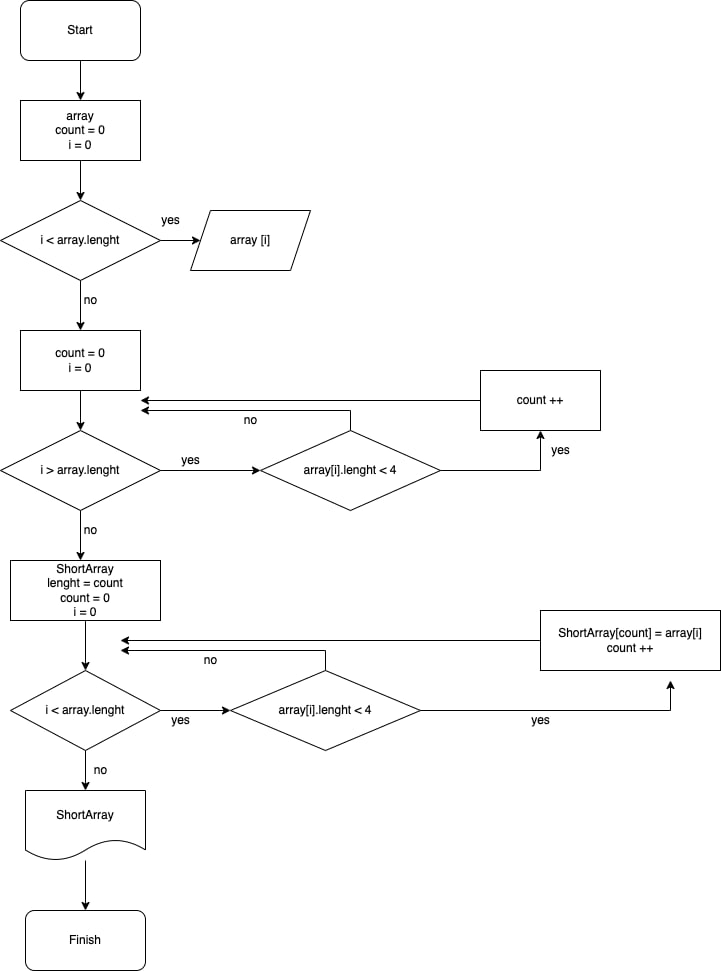 Start
array
count = 0
i = 0
i < array.lenght
yes
array [i]
no
count = 0
i = 0
count ++
no
yes
i > array.lenght
yes
array[i].lenght < 4
no
ShortArray
lenght = count
count = 0
i = 0
ShortArray[count] = array[i]
count ++
no
i < array.lenght
yes
array[i].lenght < 4
yes
no
ShortArray
Finish